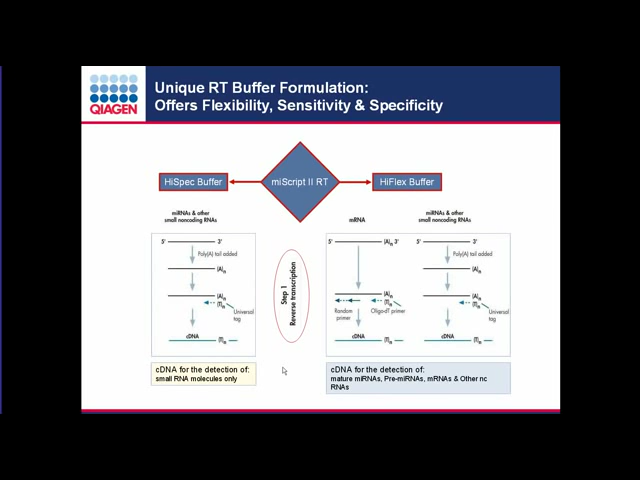 QIAGEN
Unique RT Buffer Formulation:
Offers Flexibility, Sensitivity & Specificity
HiSpec Buffer
miScript II RT
HiFlex Buffer
miRNAs & other
small noncoding RNAs
mRNA
miRNAs & other
small noncoding RNAs
5' 3'
Poly(A) tail added
(A)n
(A)n
(T)n
Universal
tag
cDNA
(T)n
Step 1
Reverse transcription
5' (A)n 3'
(A)n
(T)n
Random
primer
Oligo-dT primer
cDNA
(T)n
5' 3'
Poly(A) tail added
(A)n
(A)n
(T)n
Universal
tag
cDNA
(T)n
cDNA for the detection of:
small RNA molecules only
cDNA for the detection of:
mature miRNAs, Pre-miRNAs, mRNAs & Other nc
RNAs